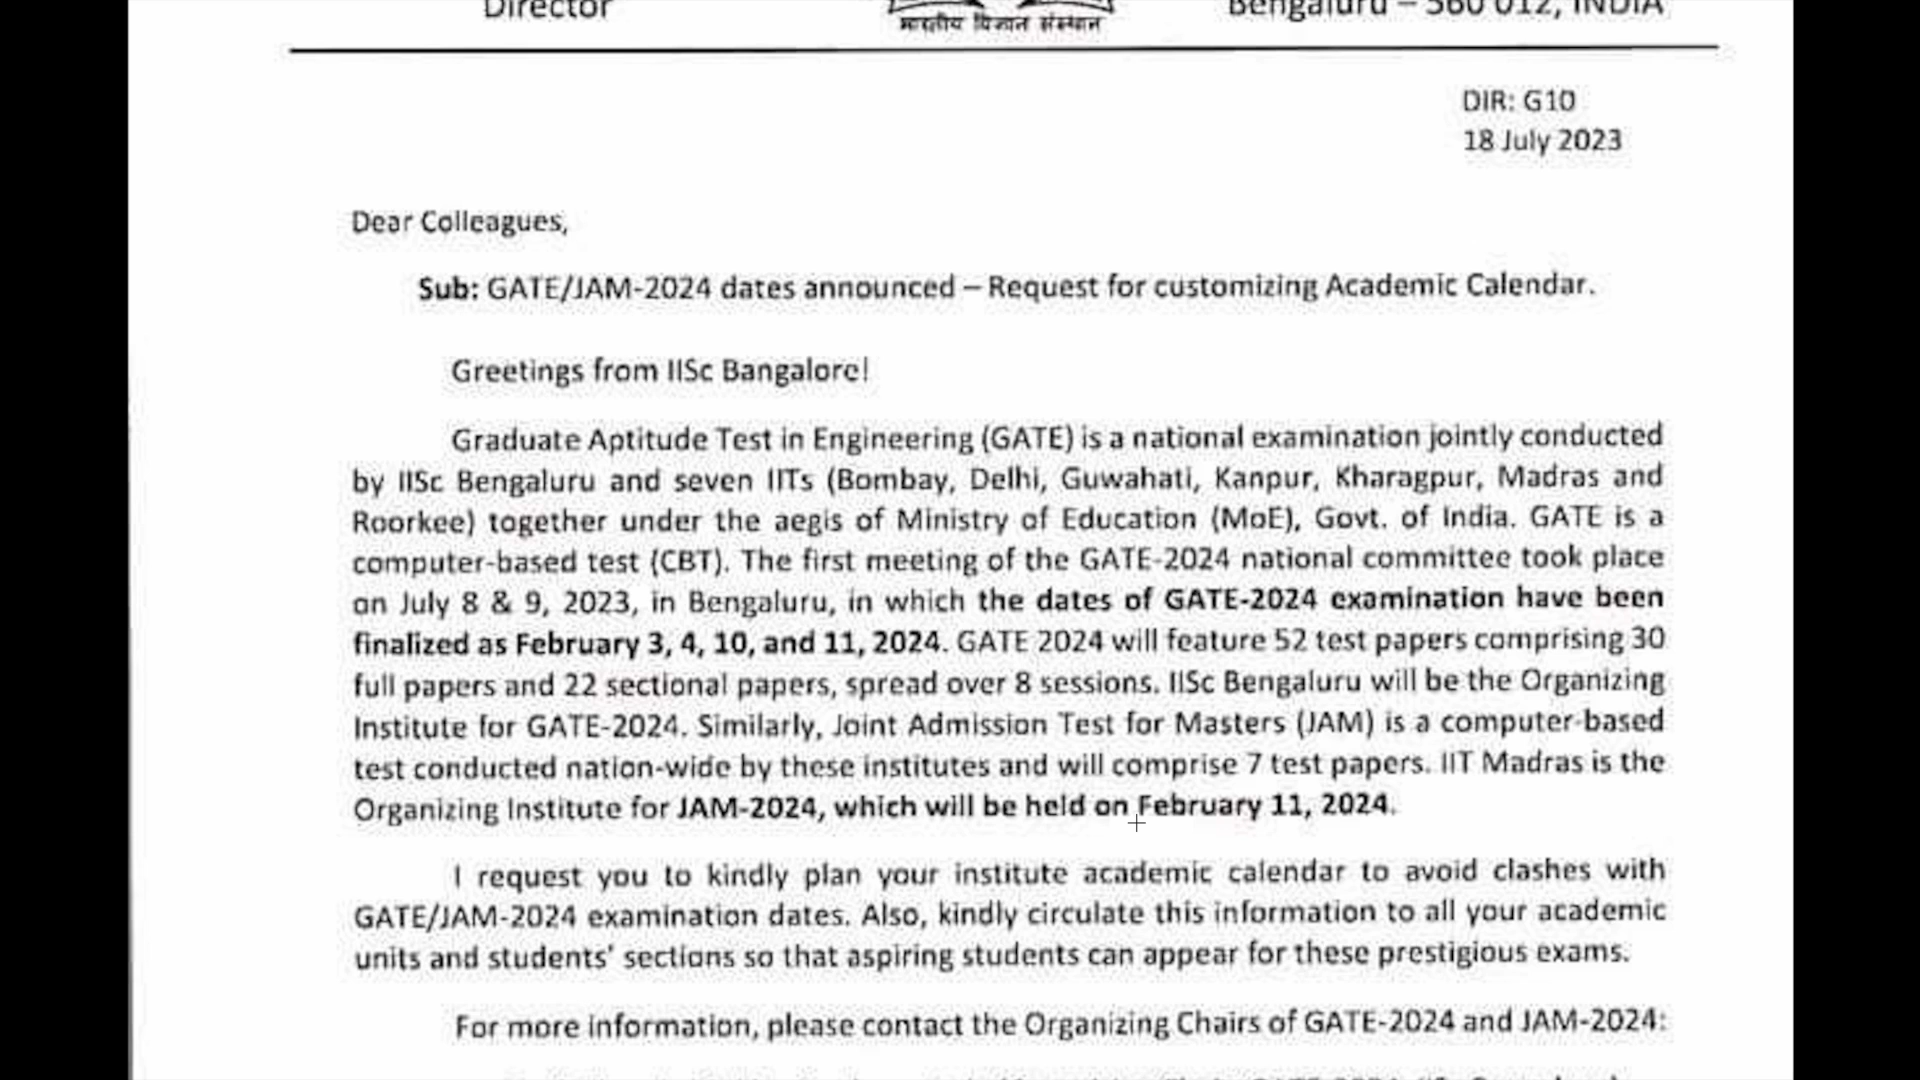 Director
Bengaluru – 560 012, INDIA
भारतीय विज्ञान संस्थान
DIR: G10
18 July 2023
Dear Colleagues,
Sub: GATE/JAM-2024 dates announced – Request for customizing Academic Calendar.
Greetings from IISc Bangalore!
Graduate Aptitude Test in Engineering (GATE) is a national examination jointly conducted
by IISc Bengaluru and seven IITs (Bombay, Delhi, Guwahati, Kanpur, Kharagpur, Madras and
Roorkee) together under the aegis of Ministry of Education (MoE), Govt. of India. GATE is a
computer-based test (CBT). The first meeting of the GATE-2024 national committee took place
on July 8 & 9, 2023, in Bengaluru, in which the dates of GATE-2024 examination have been
finalized as February 3, 4, 10, and 11, 2024. GATE 2024 will feature 52 test papers comprising 30
full papers and 22 sectional papers, spread over 8 sessions. IISc Bengaluru will be the Organizing
Institute for GATE-2024. Similarly, Joint Admission Test for Masters (JAM) is a computer-based
test conducted nation-wide by these institutes and will comprise 7 test papers. IIT Madras is the
Organizing Institute for JAM-2024, which will be held on February 11, 2024.
I request you to kindly plan your institute academic calendar to avoid clashes with
GATE/JAM-2024 examination dates. Also, kindly circulate this information to all your academic
units and students' sections so that aspiring students can appear for these prestigious exams.
For more information, please contact the Organizing Chairs of GATE-2024 and JAM-2024: